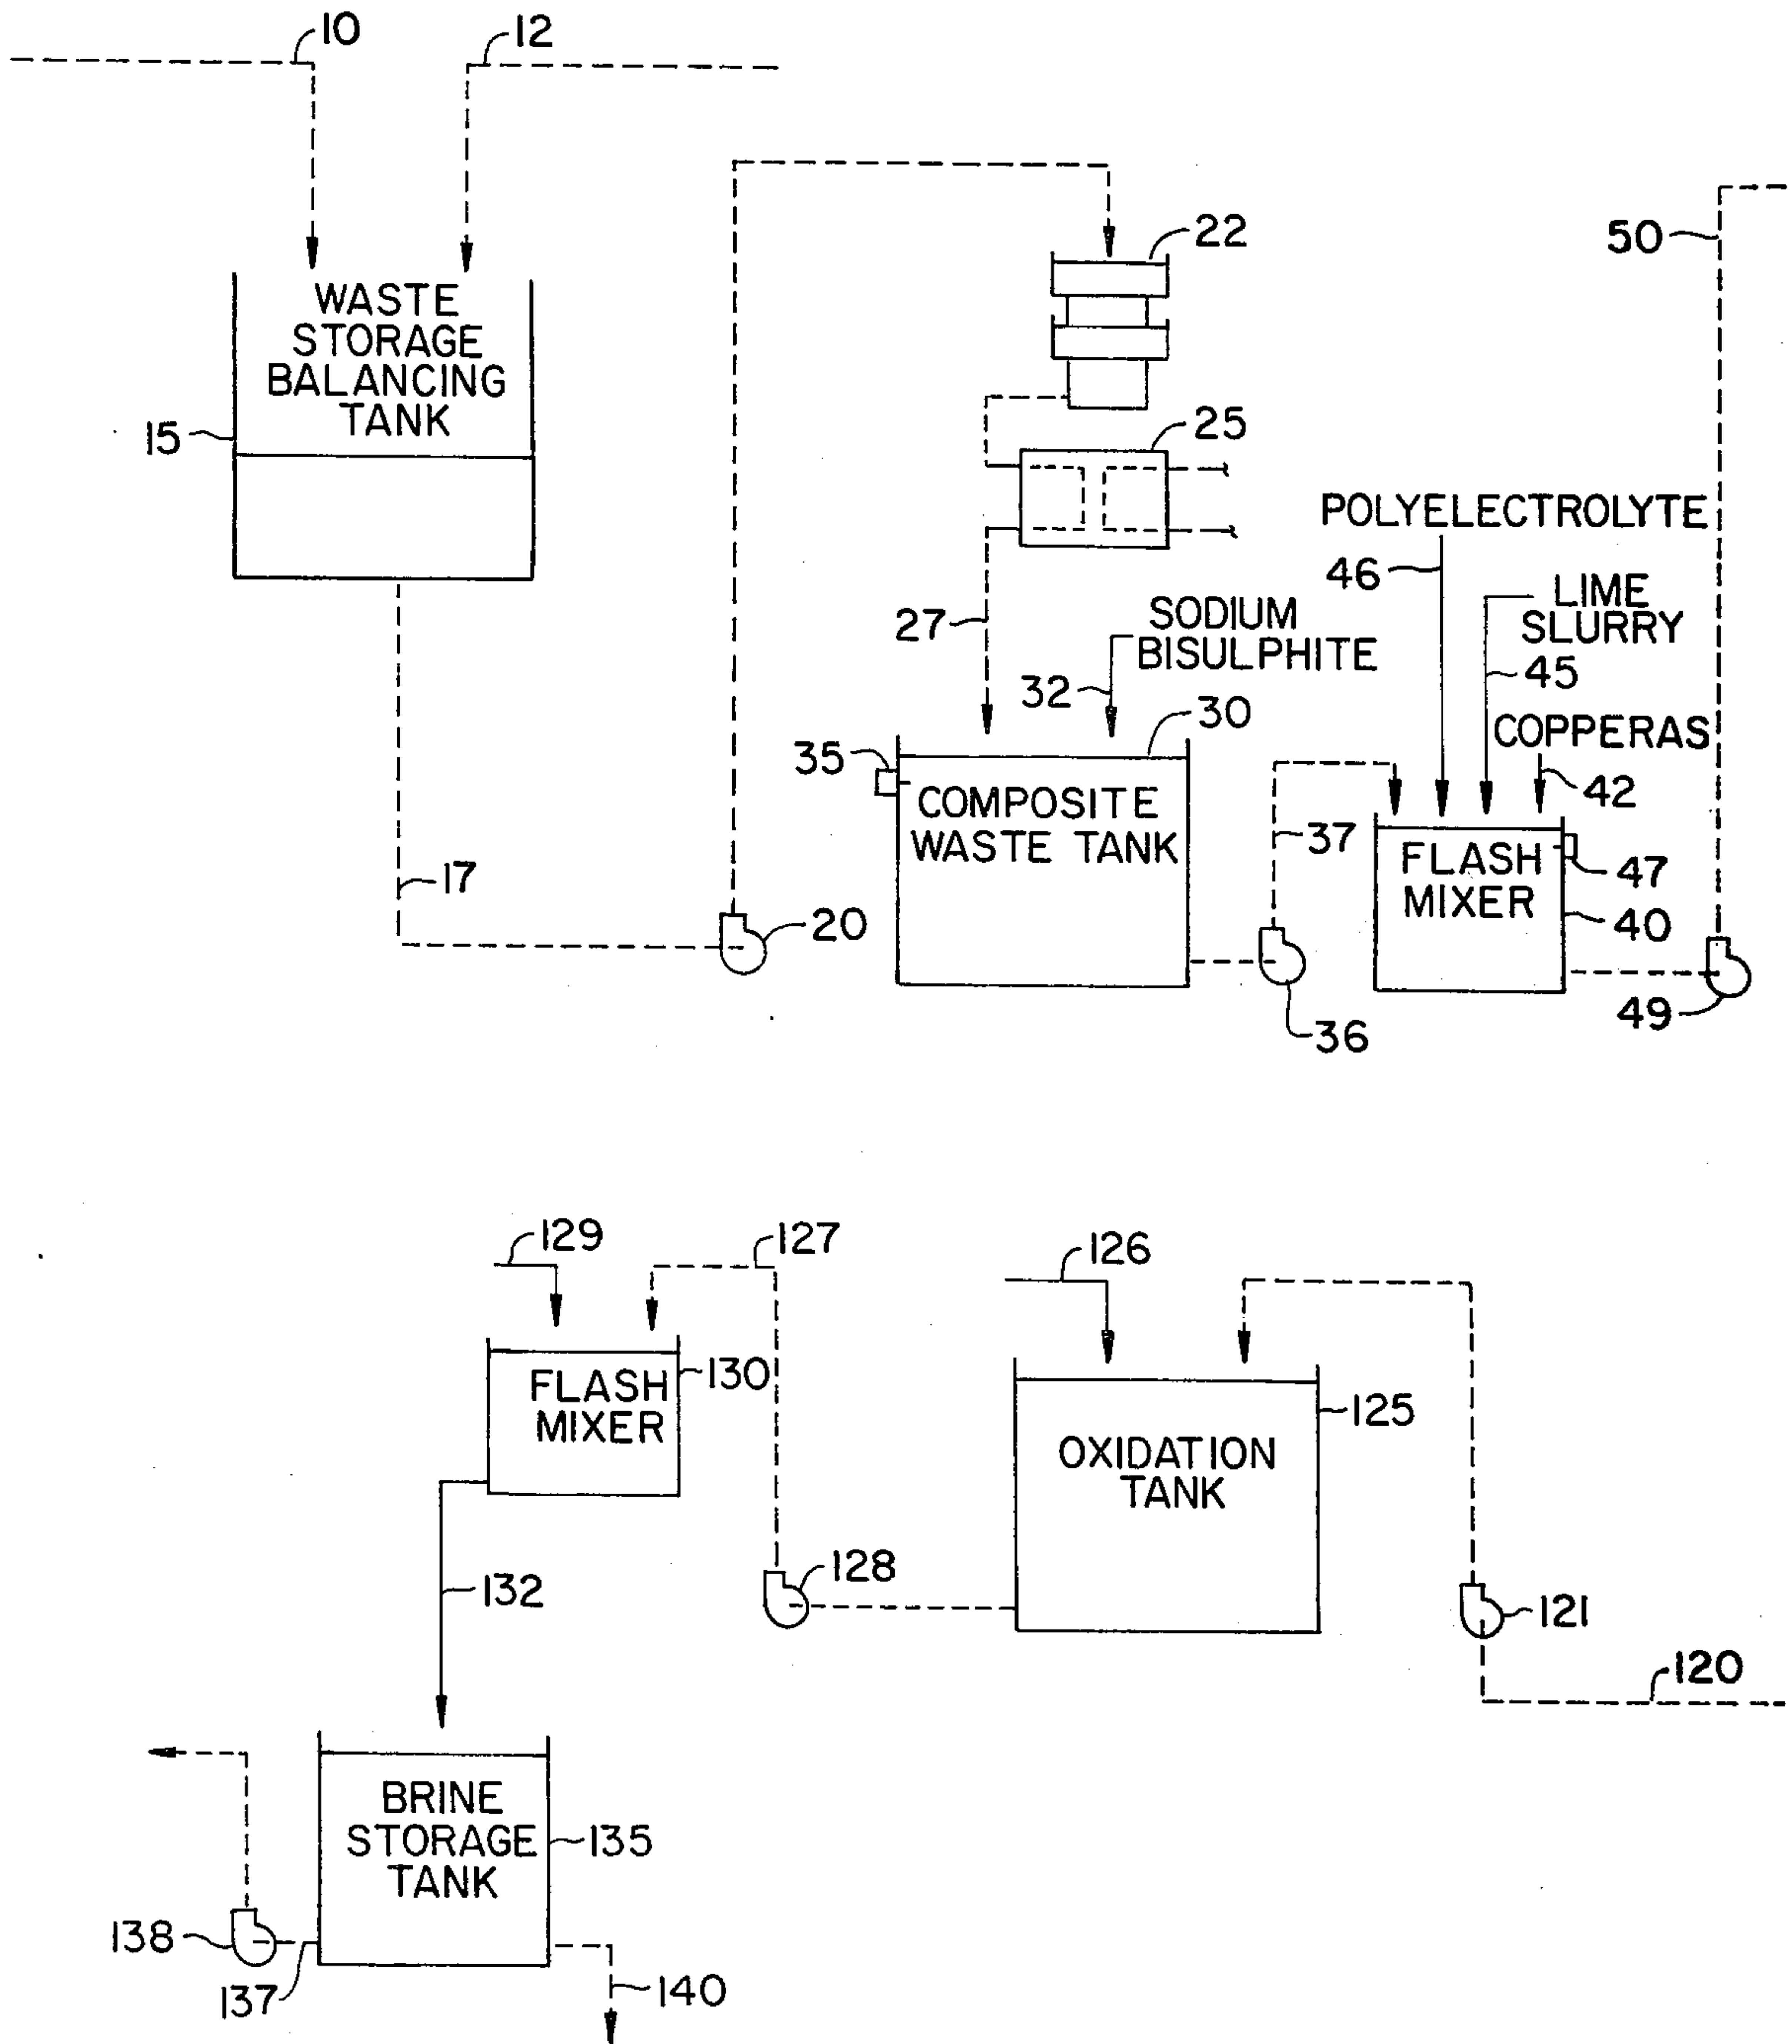 10
12
22
50
WASTE
STORAGE
BALANCING
TANK
15
25
POLYELECTROLYTE
46
LIME
SLURRY
45
27
SODIUM
BISULPHITE
32
30
COPPERAS
42
35
COMPOSITE
WASTE TANK
37
FLASH
MIXER
47
40
17
20
36
49
129
127
126
130
FLASH
MIXER
125
OXIDATION
TANK
128
132
121
120
BRINE
STORAGE
TANK
135
138
137
140